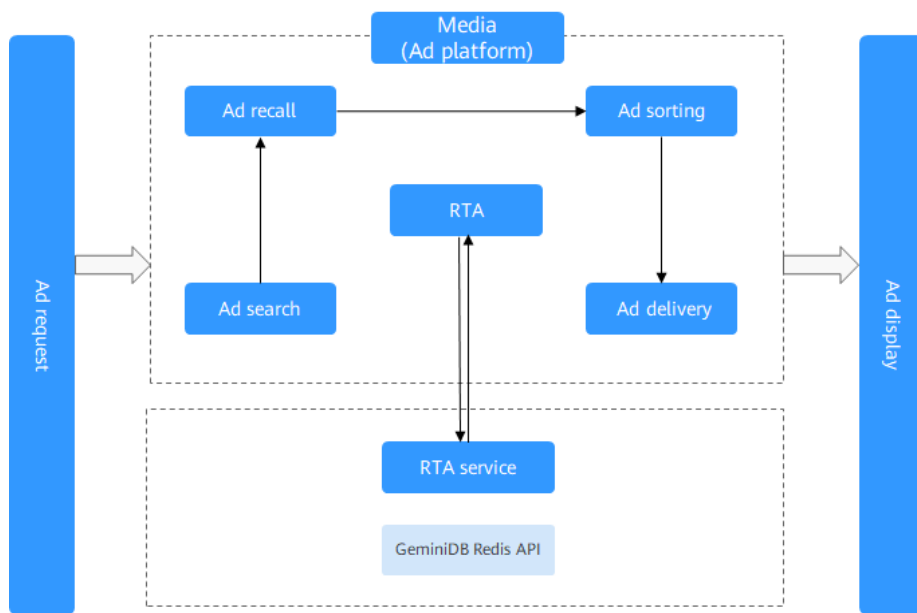 Media
(Ad platform)
Ad recall
Ad sorting
RTA
Ad search
Ad delivery
Ad request
Ad display
RTA service
GeminiDB Redis API